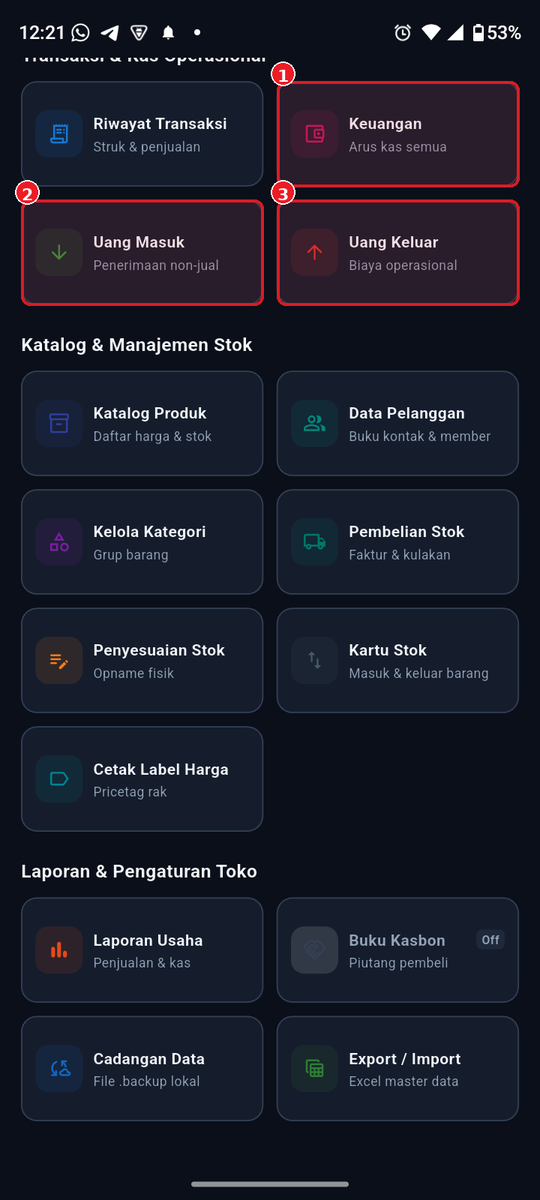 12:21
53%
Transaksi & Kas Operasional
1
Riwayat Transaksi
Struk & penjualan
Keuangan
Arus kas semua
2
3
Uang Masuk
Penerimaan non-jual
Uang Keluar
Biaya operasional
Katalog & Manajemen Stok
Katalog Produk
Daftar harga & stok
Data Pelanggan
Buku kontak & member
Kelola Kategori
Grup barang
Pembelian Stok
Faktur & kulakan
Penyesuaian Stok
Opname fisik
Kartu Stok
Masuk & keluar barang
Cetak Label Harga
Pricetag rak
Laporan & Pengaturan Toko
Laporan Usaha
Penjualan & kas
Buku Kasbon
Off
Piutang pembeli
Cadangan Data
File .backup lokal
Export / Import
Excel master data